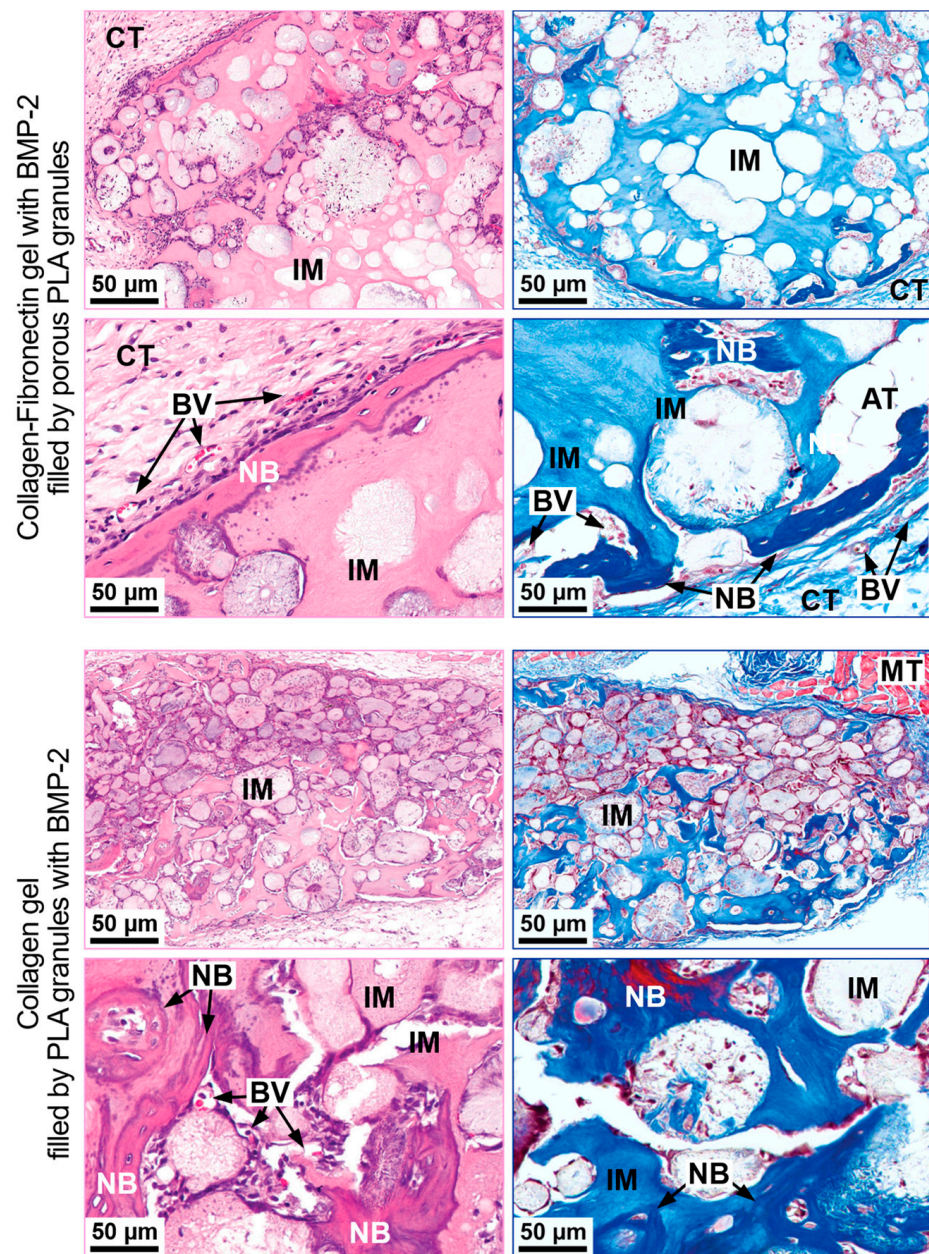 Collagen-Fibronectin gel with BMP-2
filled by porous PLA granules
CT
IM
50 µm
IM
CT
50 µm
CT
BV
NB
IM
50 µm
NB
IM
AT
IM
BV
NB
BV
CT
50 µm
Collagen gel
filled by PLA granules with BMP-2
IM
50 µm
MT
IM
50 µm
NB
IM
IM
BV
NB
NB
50 µm
NB
IM
IM
NB
50 µm